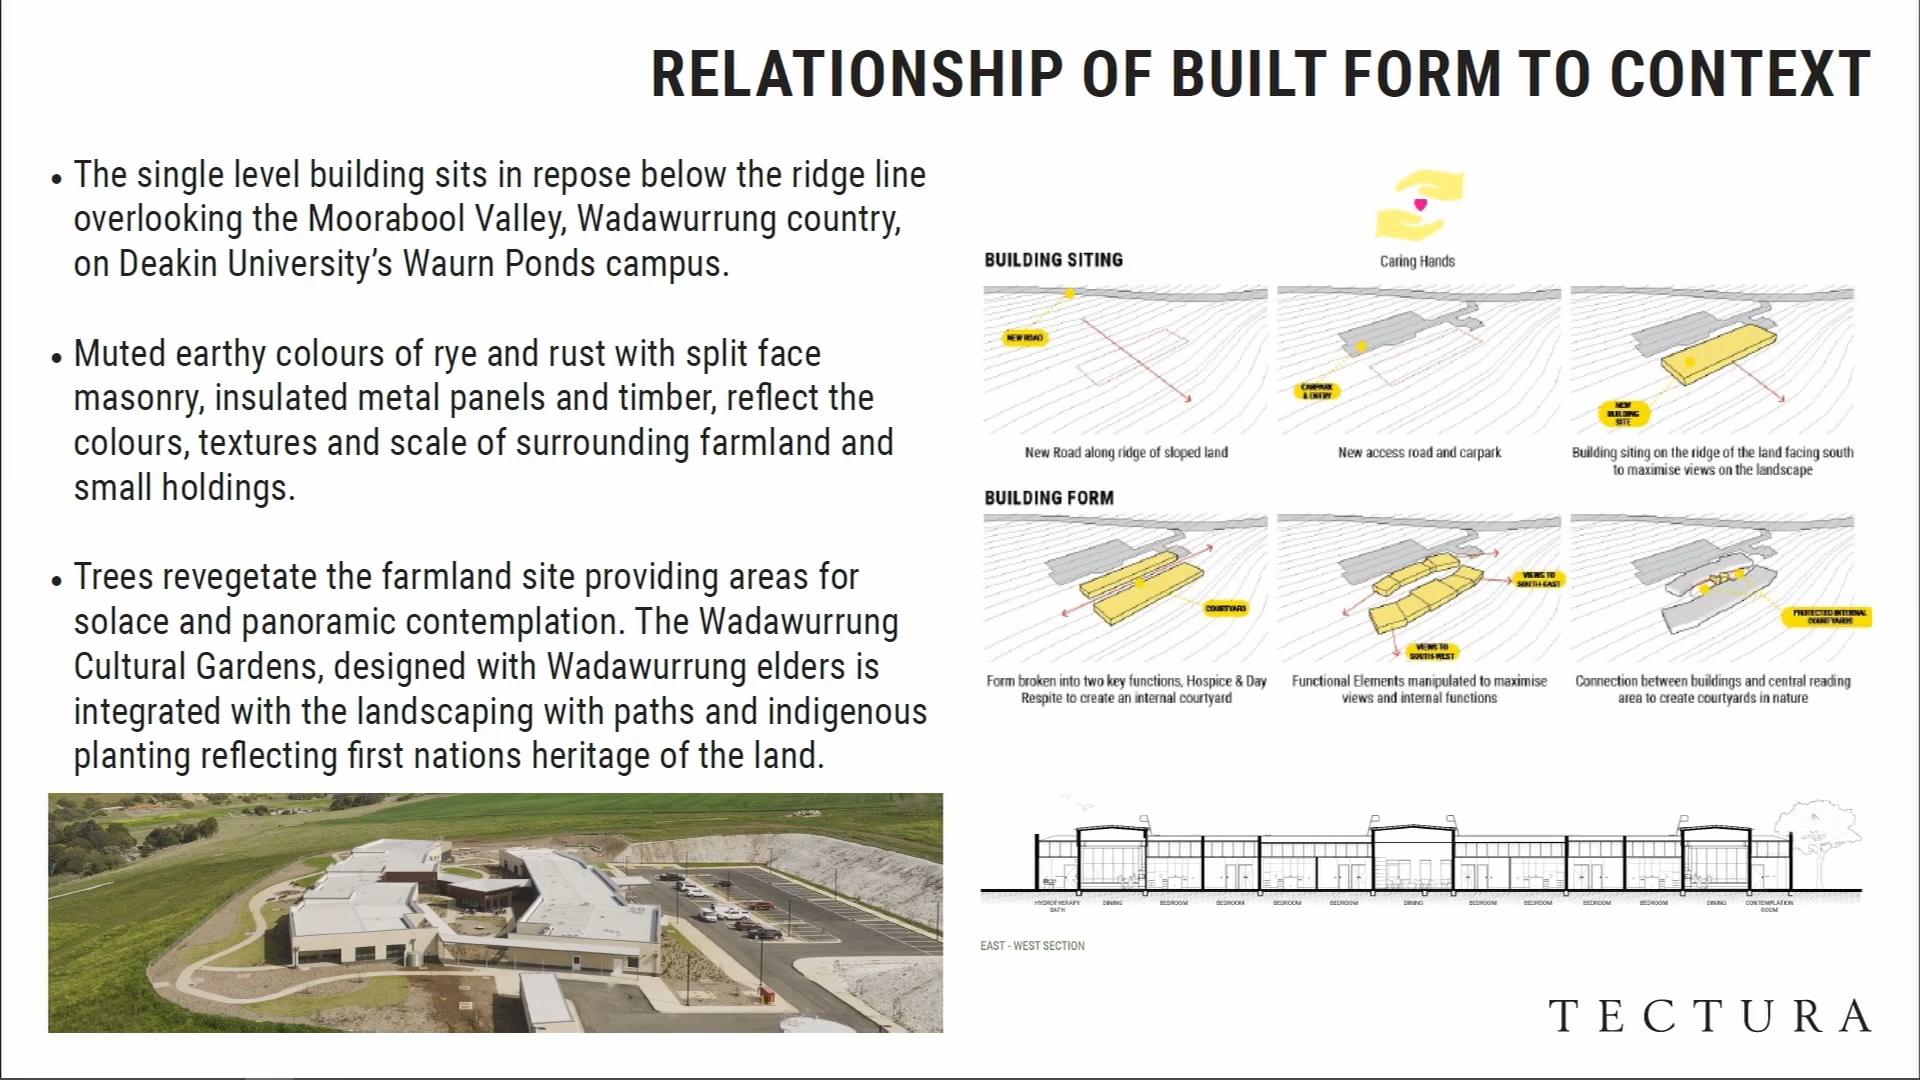 RELATIONSHIP OF BUILT FORM TO CONTEXT
• The single level building sits in repose below the ridge line
overlooking the Moorabool Valley, Wadawurrung country,
on Deakin University’s Waurn Ponds campus.
• Muted earthy colours of rye and rust with split face
masonry, insulated metal panels and timber, reflect the
colours, textures and scale of surrounding farmland and
small holdings.
• Trees revegetate the farmland site providing areas for
solace and panoramic contemplation. The Wadawurrung
Cultural Gardens, designed with Wadawurrung elders is
integrated with the landscaping with paths and indigenous
planting reflecting first nations heritage of the land.
Caring Hands
BUILDING SITING
NEW ROAD
New Road along ridge of sloped land
CARPARK
& ENTRY
New access road and carpark
NEW
BUILDING
SITE
Building siting on the ridge of the land facing south
to maximise views on the landscape
BUILDING FORM
COURTYARD
Form broken into two key functions, Hospice & Day
Respite to create an internal courtyard
VIEWS TO
SOUTH-EAST
VIEWS TO
SOUTH-WEST
Functional Elements manipulated to maximise
views and internal functions
PROTECTED INTERNAL
COURTYARDS
Connection between buildings and central reading
area to create courtyards in nature
HYDROTHERAPY
BATH
DINING
BEDROOM
BEDROOM
BEDROOM
BEDROOM
DINING
BEDROOM
BEDROOM
BEDROOM
BEDROOM
DINING
CONTEMPLATION
ROOM
EAST - WEST SECTION
TECTURA